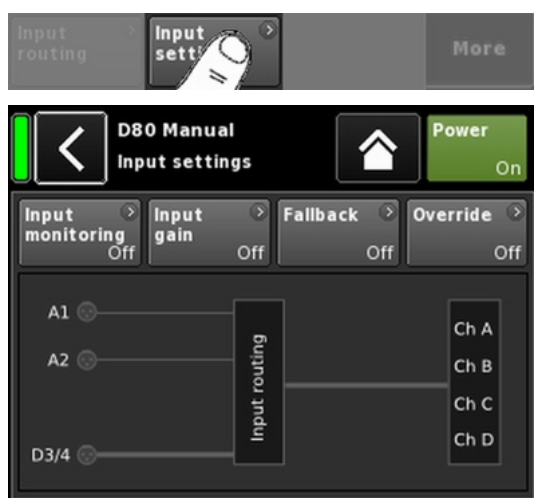 Input
routing
Input
sett
More
D80 Manual
Input settings
Power
On
Input
monitoring
Off
Input
gain
Off
Fallback
Off
Override
Off
A1
A2
D3/4
Input routing
Ch A
Ch B
Ch C
Ch D